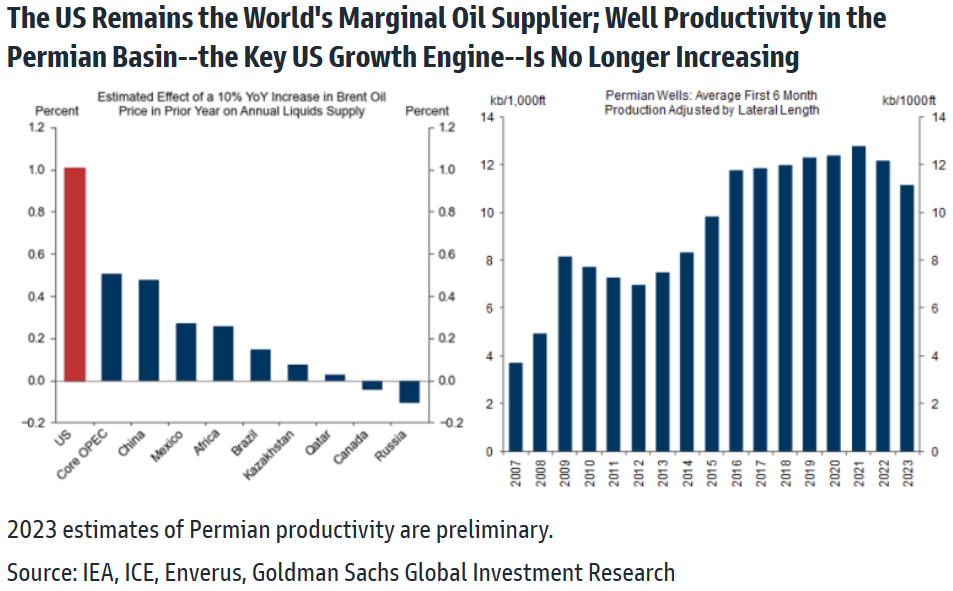 The US Remains the World's Marginal Oil Supplier; Well Productivity in the
Permian Basin--the Key US Growth Engine--Is No Longer Increasing
Estimated Effect of a 10% YoY Increase in Brent Oil
Price in Prior Year on Annual Liquids Supply
Percent
Percent
1.2
1.0
0.8
0.6
0.4
0.2
0.0
-0.2
1.2
1.0
0.8
0.6
0.4
0.2
0.0
-0.2
US
Core OPEC
China
Mexico
Africa
Brazil
Kazakhstan
Qatar
Canada
Russia
Permian Wells: Average First 6 Month
Production Adjusted by Lateral Length
kb/1,000ft
kb/1000ft
14
12
10
8
6
4
2
0
14
12
10
8
6
4
2
0
2007
2008
2009
2010
2011
2012
2013
2014
2015
2016
2017
2018
2019
2020
2021
2022
2023
2023 estimates of Permian productivity are preliminary.
Source: IEA, ICE, Enverus, Goldman Sachs Global Investment Research